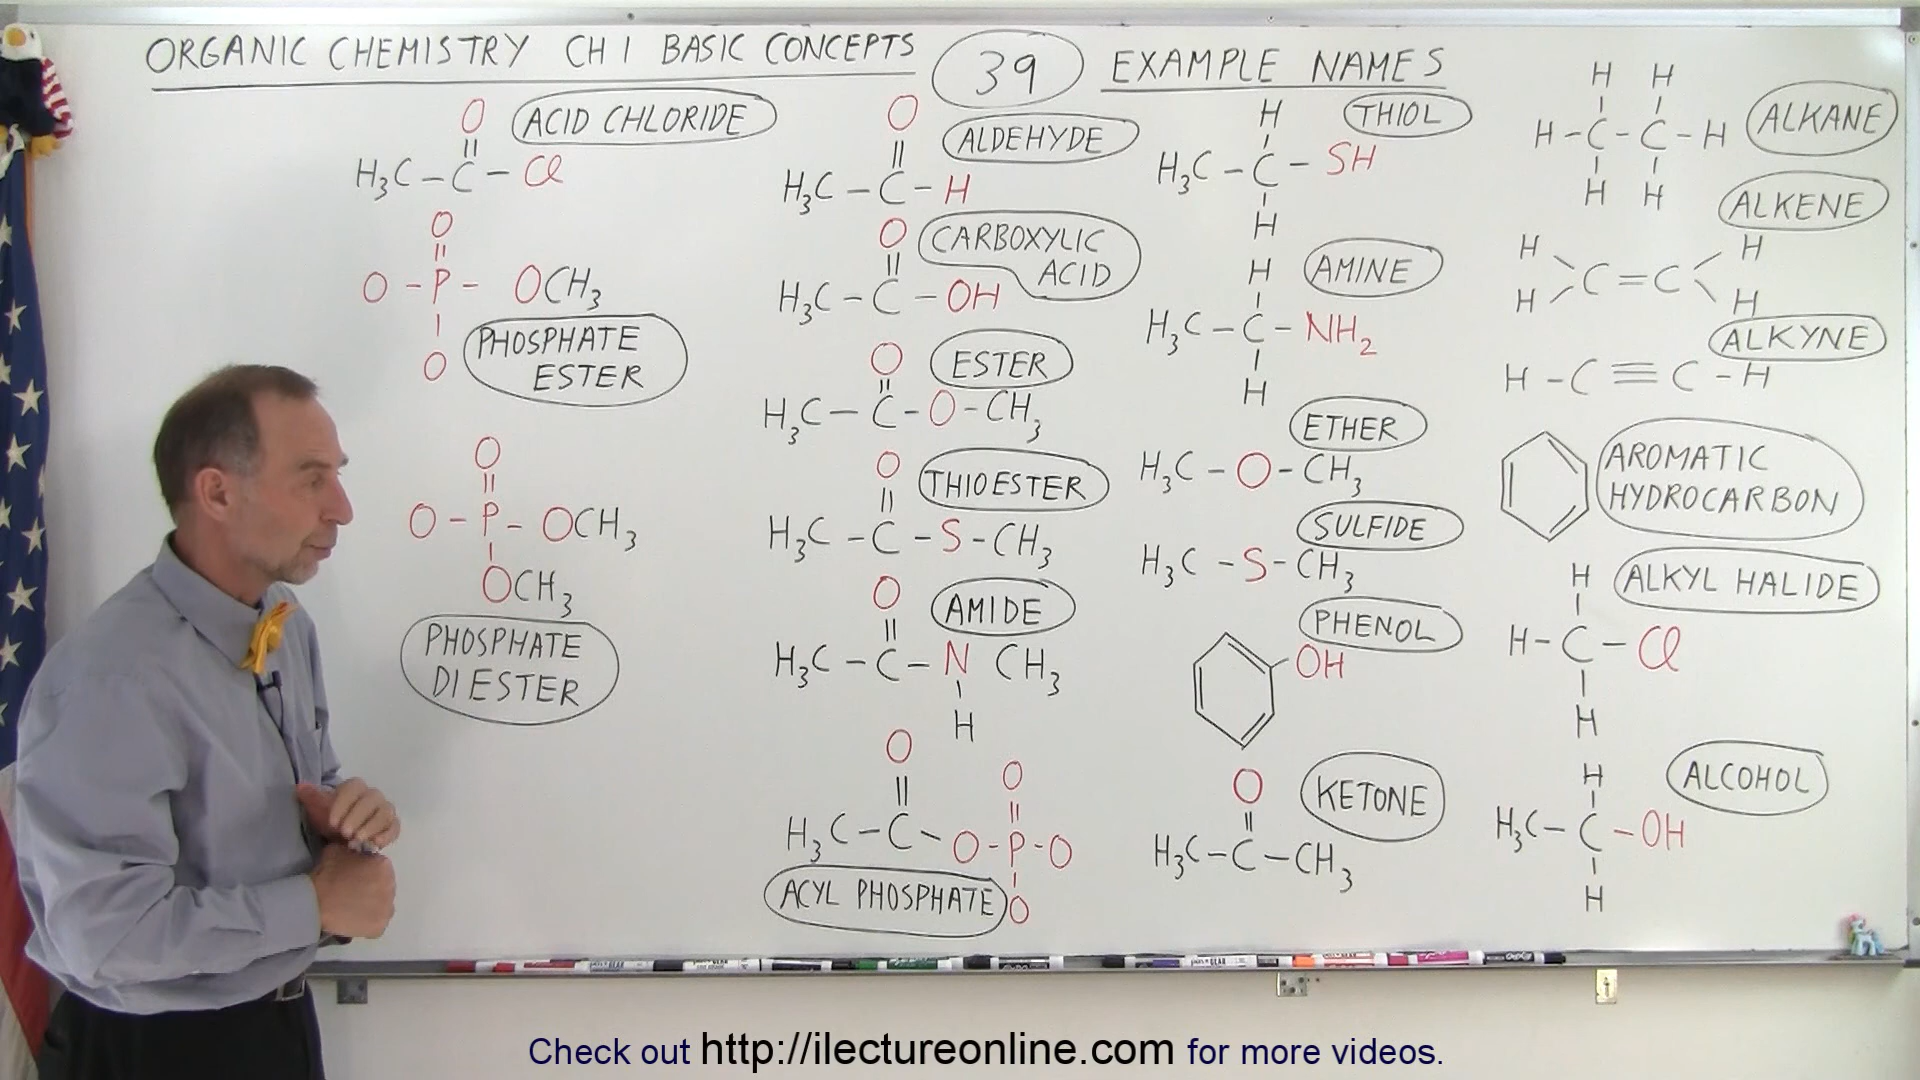 ORGANIC CHEMISTRY CH 1 BASIC CONCEPTS
39
EXAMPLE NAMES
O
ACID CHLORIDE
H₃C – C – Cl
O
O – P – OCH₃
O
PHOSPHATE
ESTER
O
O – P – OCH₃
OCH₃
PHOSPHATE
DIESTER
O
ALDEHYDE
H₃C – C – H
O
CARBOXYLIC
ACID
H₃C – C – OH
O
ESTER
H₃C – C – O – CH₃
O
THIOESTER
H₃C – C – S – CH₃
O
AMIDE
H₃C – C – N CH₃
H
O
O
H₃C – C – O – P – O
O
ACYL PHOSPHATE
H
THIOL
H₃C – C – SH
H
H
AMINE
H₃C – C – NH₂
H
ETHER
H₃C – O – CH₃
SULFIDE
H₃C – S – CH₃
PHENOL
OH
O
KETONE
H₃C – C – CH₃
H H
H – C – C – H
H H
ALKANE
ALKENE
H H
C = C
H H
ALKYNE
H – C ≡ C – H
AROMATIC
HYDROCARBON
H
ALKYL HALIDE
H – C – Cl
H
H
ALCOHOL
H₃C – C – OH
H
Check out http://ilectureonline.com for more videos.